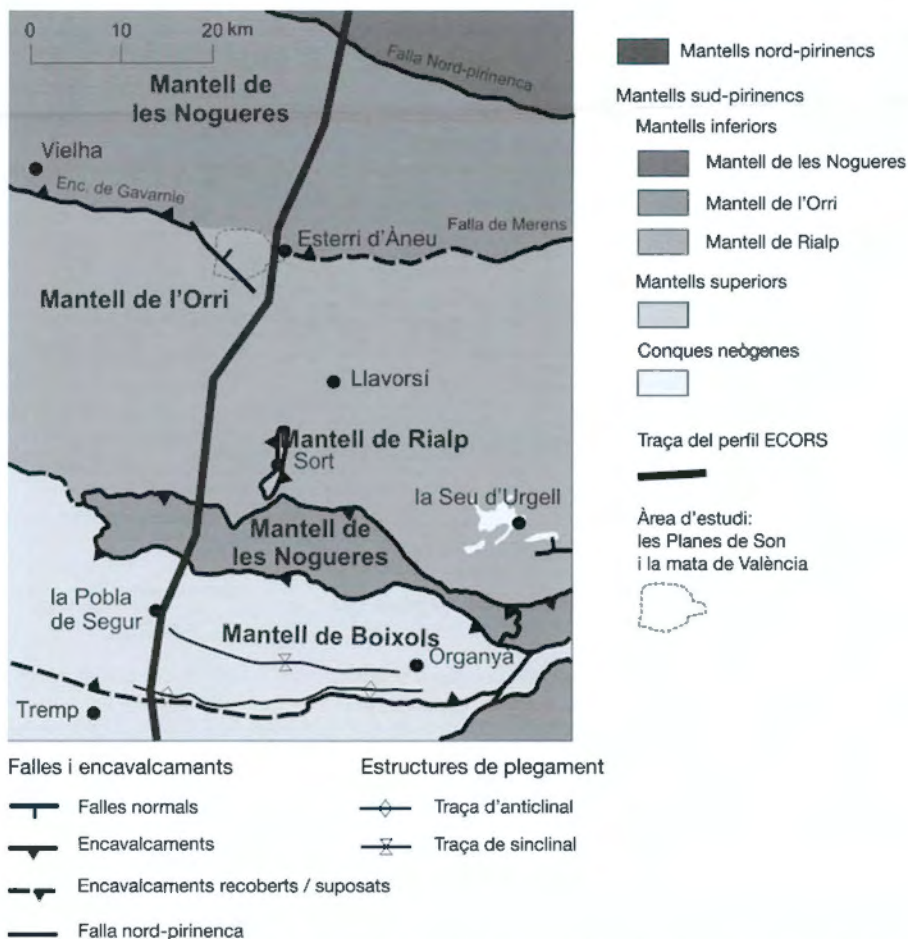 0 10 20 km
Falla Nord-pirinenca
Mantell de
les Nogueres
Vielha
Enc. de Gavarnie
Esterri d'Àneu
Falla de Merens
Mantell de l'Orri
Llavorsí
Mantell de Rialp
Sort
la Seu d'Urgell
Mantell de
les Nogueres
la Pobla
de Segur
Mantell de Boixols
Organyà
Tremp
Mantells nord-pirinencs
Mantells sud-pirinencs
Mantells inferiors
Mantell de les Nogueres
Mantell de l'Orri
Mantell de Rialp
Mantells superiors
Conques neògenes
Traça del perfil ECORS
Àrea d'estudi:
les Planes de Son
i la mata de València
Falles i encavalcaments
Falles normals
Encavalcaments
Encavalcaments recoberts / suposats
Falla nord-pirinenca
Estructures de plegament
Traça d'anticlinal
Traça de sinclinal